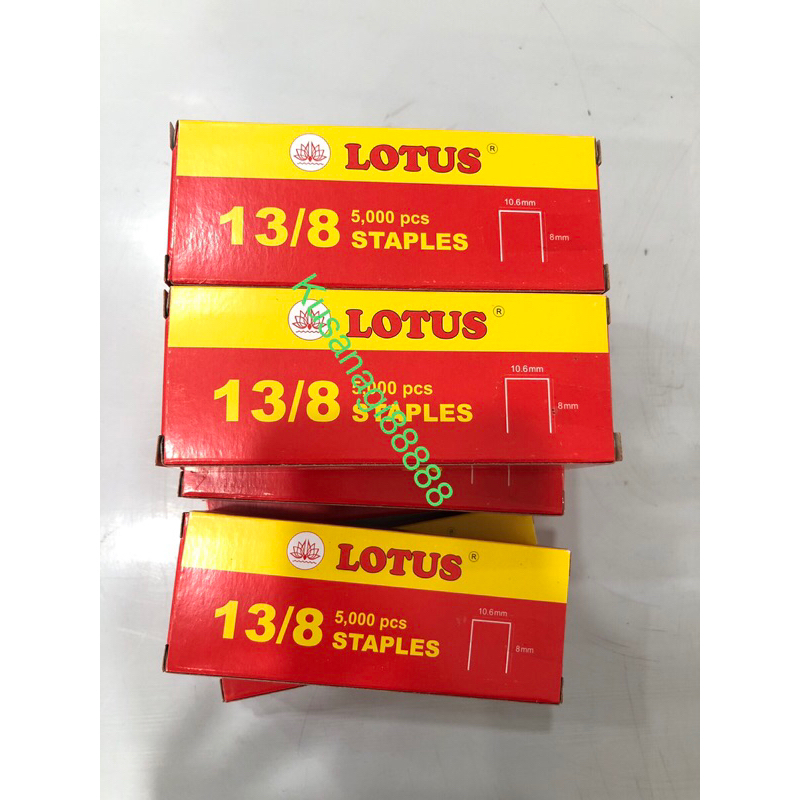 LOTUS ®
10.6mm
13/8 5,000 pcs
STAPLES
8mm
LOTUS ®
10.6mm
13/8 5,000 pcs
STAPLES
8mm
Kusanagi88888
LOTUS ®
10.6mm
13/8 5,000 pcs
STAPLES
8mm